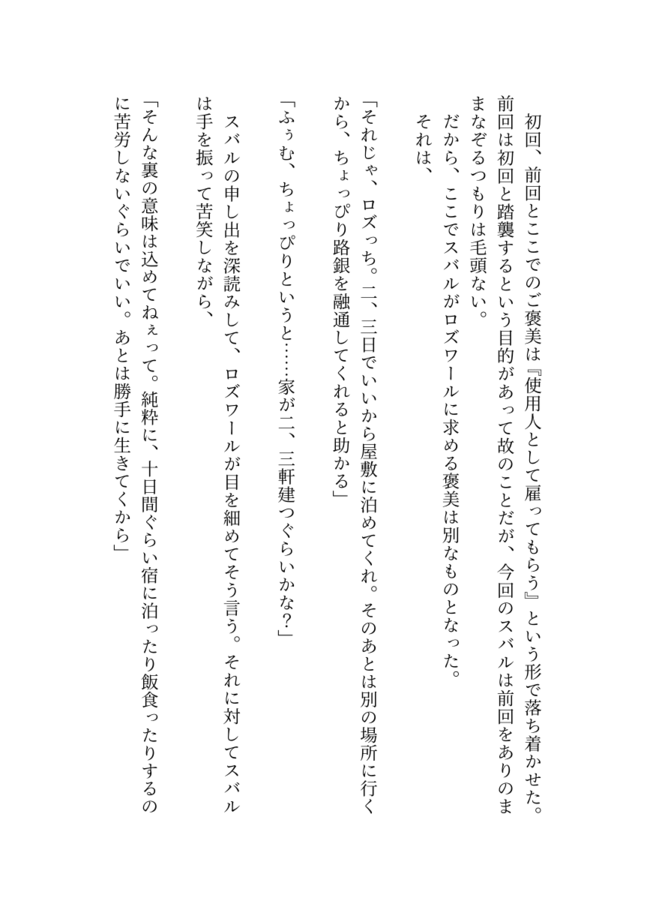 初回、前回とここでのご褒美は『使用人として雇ってもらう』という形で落ち着かせた。
前回は初回と踏襲するという目的があって故のことだが、今回のスバルは前回をありのま
まなぞるつもりは毛頭ない。
　だから、ここでスバルがロズワールに求める褒美は別なものとなった。
　それは、
「それじゃ、ロズっち。二、三日でいいから屋敷に泊めてくれ。そのあとは別の場所に行く
から、ちょっぴり路銀を融通してくれると助かる」
「ふぅむ、ちょっぴりというと……家が二、三軒建つぐらいかな？」
　スバルの申し出を深読みして、ロズワールが目を細めてそう言う。それに対してスバル
は手を振って苦笑しながら、
「そんな裏の意味は込めてねぇって。純粋に、十日間ぐらい宿に泊ったり飯食ったりするの
に苦労しないぐらいでいい。あとは勝手に生きてくから」